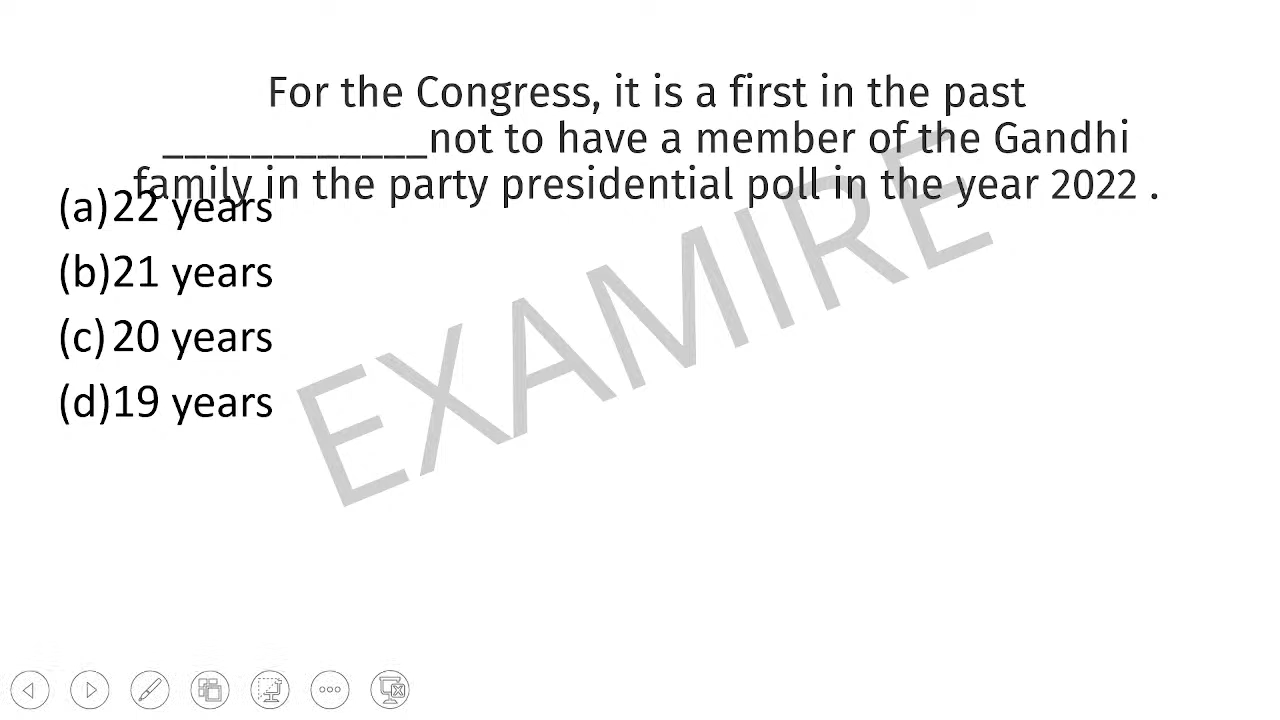 For the Congress, it is a first in the past
____________not to have a member of the Gandhi
family in the party presidential poll in the year 2022 .
(a) 22 years
(b) 21 years
(c) 20 years
(d) 19 years
EXAMIRE